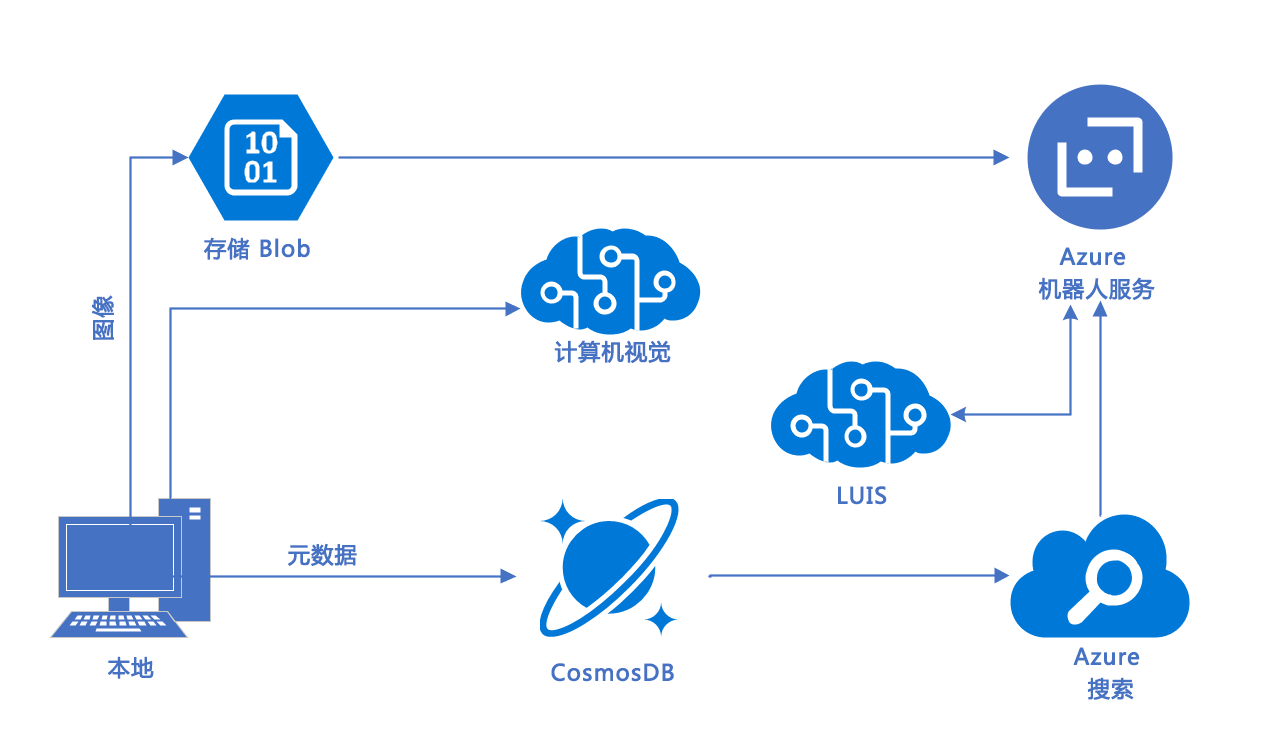 10
01
存储 Blob
Azure
机器人服务
图像
计算机视觉
LUIS
元数据
本地
CosmosDB
Azure
搜索